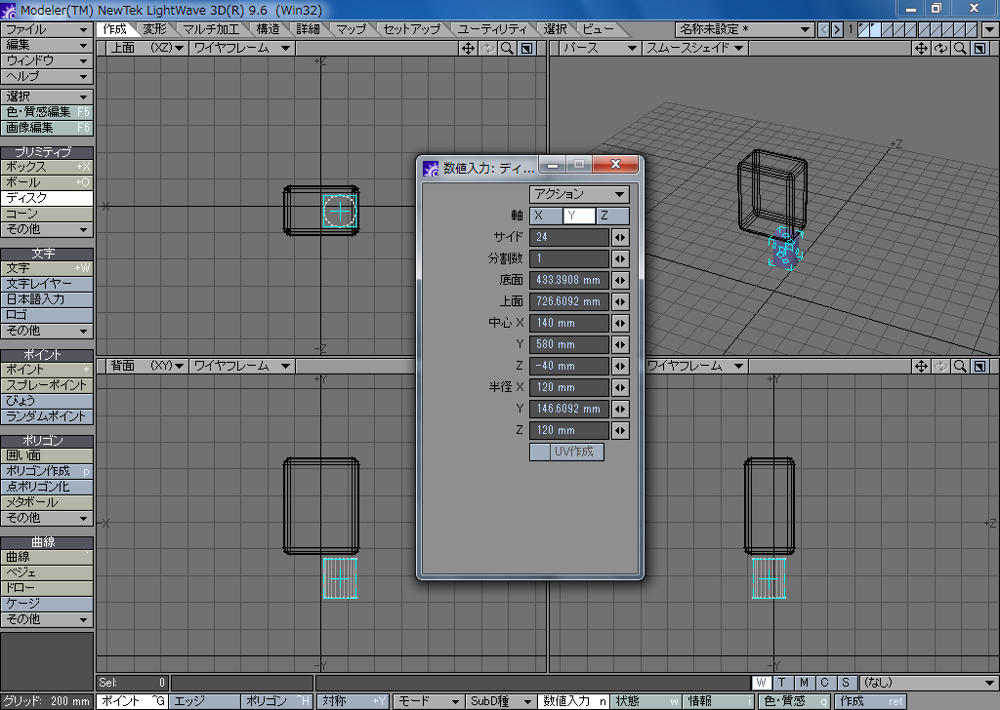 Modeler(TM) NewTek LightWave 3D(R) 9.6 (Win32)
ファイル
編集
ウィンドウ
ヘルプ
作成 変形 マルチ加工 構造 詳細 マップ セットアップ ユーティリティ 選択 ビュー
名称未設定 *
1
選択
色・質感編集 F5
画像編集 F6
プリミティブ
ボックス +X
ボール +O
ディスク
コーン
その他
文字
文字 +W
文字レイヤー
日本語入力
ロゴ
その他
ポイント
ポイント +
スプレーポイント
びょう
ランダムポイント
ポリゴン
囲い面
ポリゴン作成 p
点ポリゴン化
メタボール
その他
曲線
曲線
ベジェ
ドロー
ケージ
その他
グリッド: 200 mm
上面 (XZ) ワイヤフレーム
+Z
-X
-Z
パース スムースシェイド
+Z
背面 (XY) ワイヤフレーム
+Y
-X
-Y
ワイヤフレーム
+Y
+Z
-Y
数値入力: ディ...
アクション
軸 X Y Z
サイド 24
分割数 1
底面 433.3908 mm
上面 726.6092 mm
中心 X 140 mm
Y 580 mm
Z -40 mm
半径 X 120 mm
Y 146.6092 mm
Z 120 mm
UV作成
Sel: 0
W T M C S (なし)
ポイント ^G エッジ ポリゴン ^H 対称 +Y モード SubD種 数値入力 n 状態 w 情報 i 色・質感 q 作成 ret